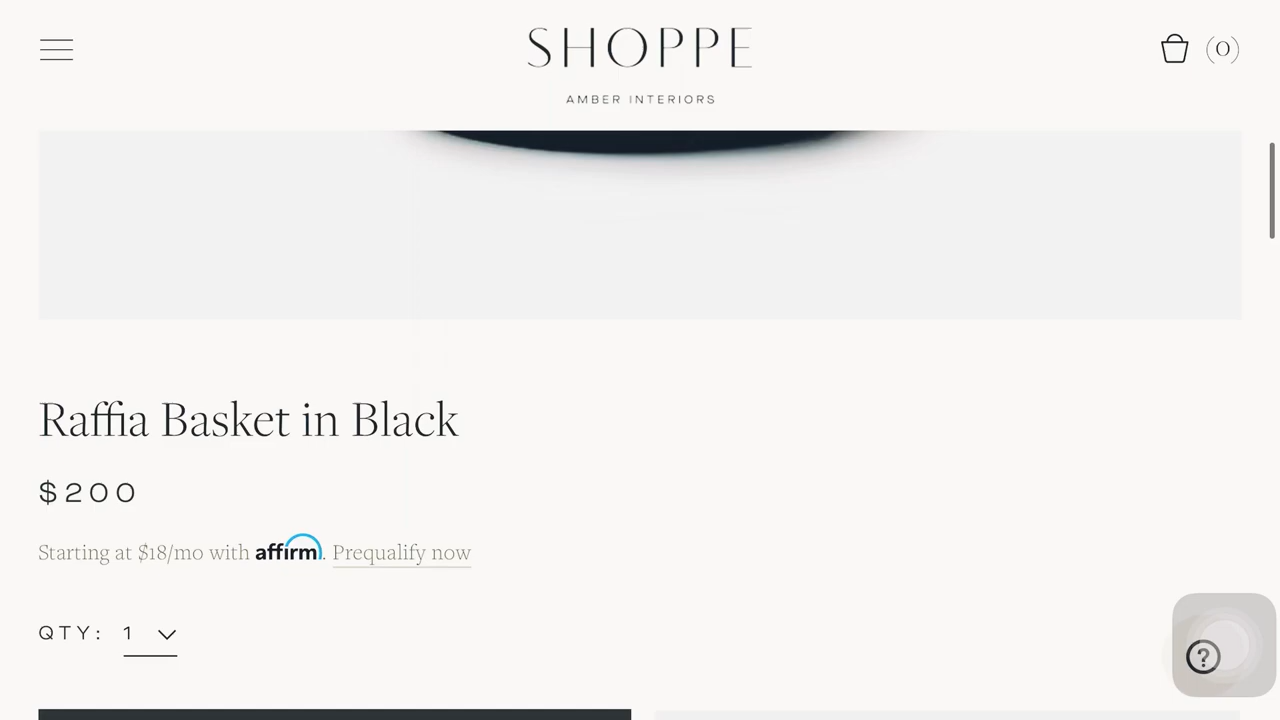 SHOPPE
(0)
AMBER INTERIORS
Raffia Basket in Black
$200
Starting at $18/mo with affirm. Prequalify now
QTY: 1
?